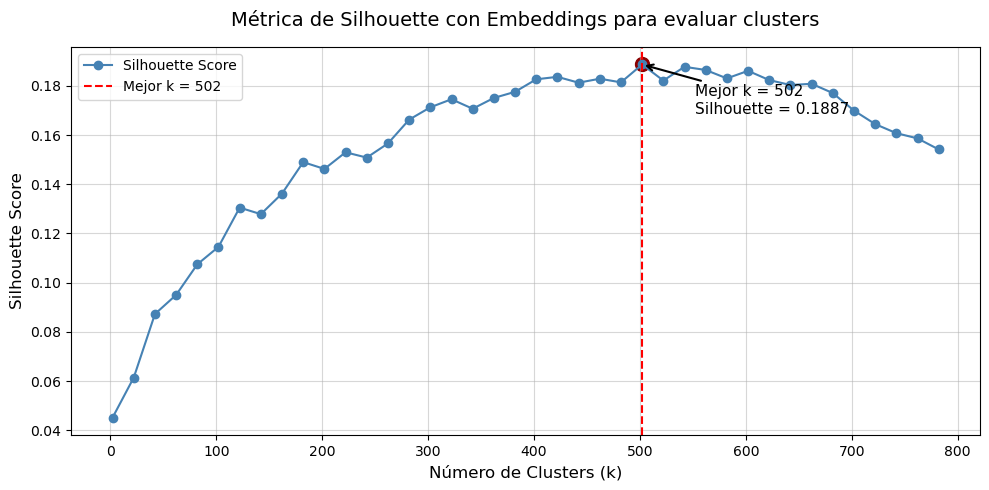 Métrica de Silhouette con Embeddings para evaluar clusters
Silhouette Score
Mejor k = 502
Mejor k = 502
Silhouette = 0.1887
Silhouette Score
0.18
0.16
0.14
0.12
0.10
0.08
0.06
0.04
0 100 200 300 400 500 600 700 800
Número de Clusters (k)